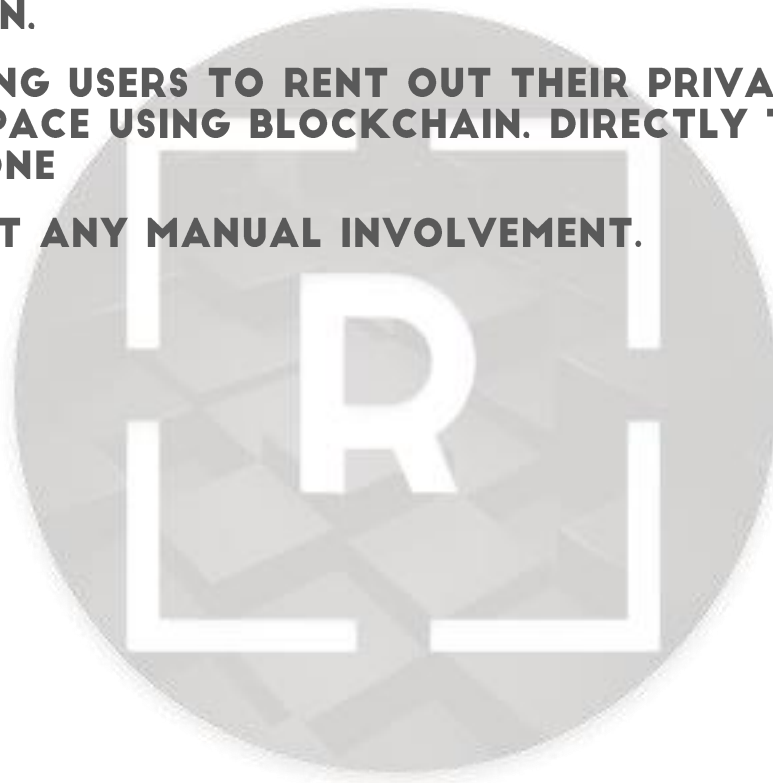 N.
NG USERS TO RENT OUT THEIR PRIVA
PACE USING BLOCKCHAIN. DIRECTLY T
ONE
T ANY MANUAL INVOLVEMENT.
R